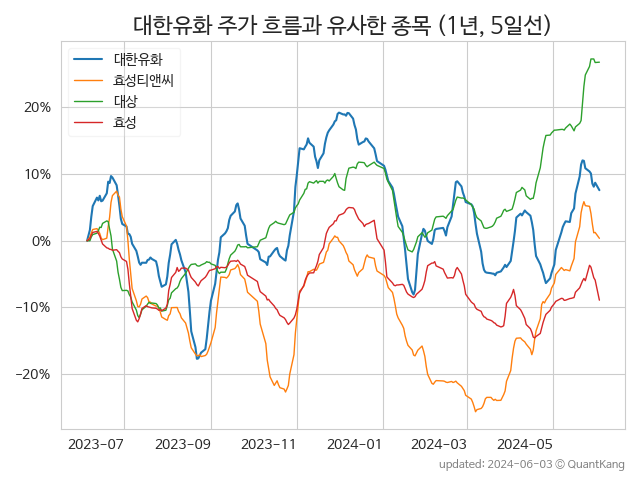 대한유화 주가 흐름과 유사한 종목 (1년, 5일선)
대한유화
효성티앤씨
대상
효성
20%
10%
0%
−10%
−20%
2023-07 2023-09 2023-11 2024-01 2024-03 2024-05
updated: 2024-06-03 © QuantKang